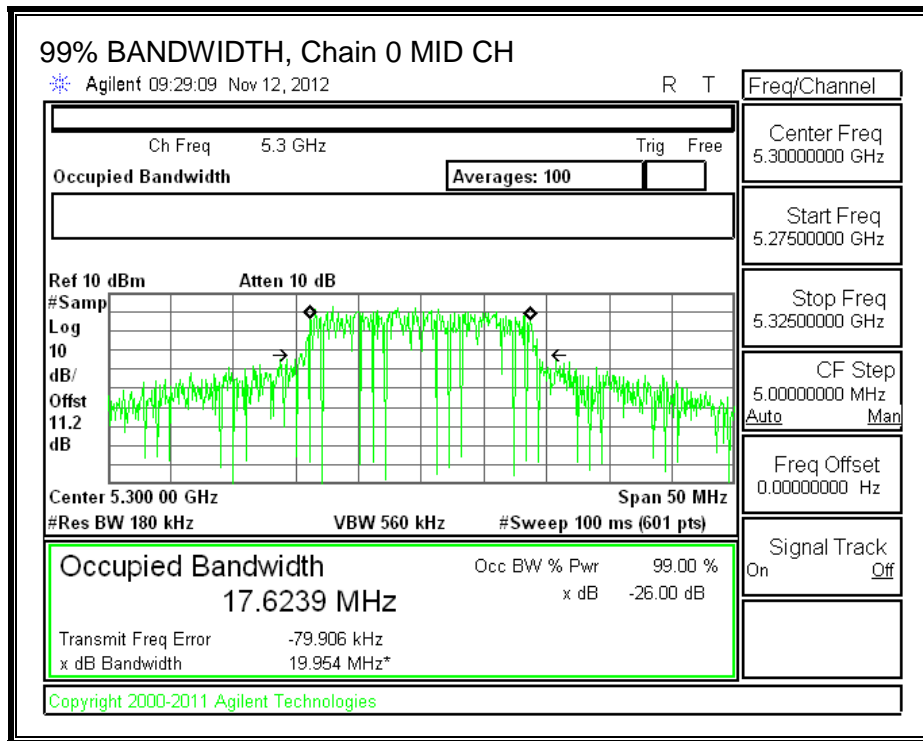 99% BANDWIDTH, Chain 0 MID CH
Agilent 09:29:09 Nov 12, 2012 R T
Freq/Channel
Ch Freq 5.3 GHz Trig Free
Occupied Bandwidth Averages: 100
Center Freq
5.30000000 GHz
Start Freq
5.27500000 GHz
Stop Freq
5.32500000 GHz
CF Step
5.00000000 MHz
Auto Man
Freq Offset
0.00000000 Hz
Signal Track
On Off
Ref 10 dBm Atten 10 dB
#Samp
Log
10
dB/
Offst
11.2
dB
Center 5.300 00 GHz Span 50 MHz
#Res BW 180 kHz VBW 560 kHz #Sweep 100 ms (601 pts)
Occupied Bandwidth Occ BW % Pwr 99.00 %
17.6239 MHz x dB -26.00 dB
Transmit Freq Error -79.906 kHz
x dB Bandwidth 19.954 MHz*
Copyright 2000-2011 Agilent Technologies